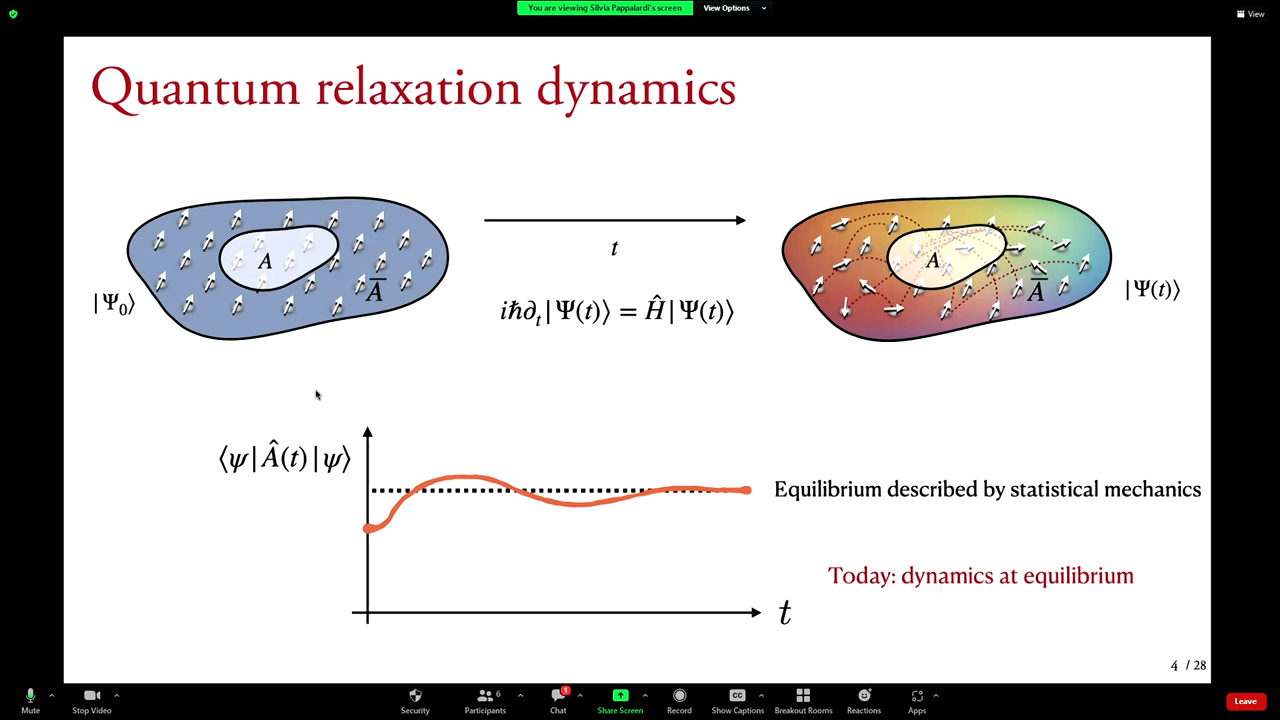 You are viewing Silvia Pappalardi's screen
View Options
View
Quantum relaxation dynamics
A
A̅
|Ψ₀⟩
t
iħ∂ₜ|Ψ(t)⟩ = Ĥ|Ψ(t)⟩
A
A̅
|Ψ(t)⟩
⟨ψ|Â(t)|ψ⟩
Equilibrium described by statistical mechanics
Today: dynamics at equilibrium
t
4 / 28
Mute
Stop Video
Security
Participants
6
Chat
1
Share Screen
Record
CC
Show Captions
Breakout Rooms
Reactions
Apps
Leave